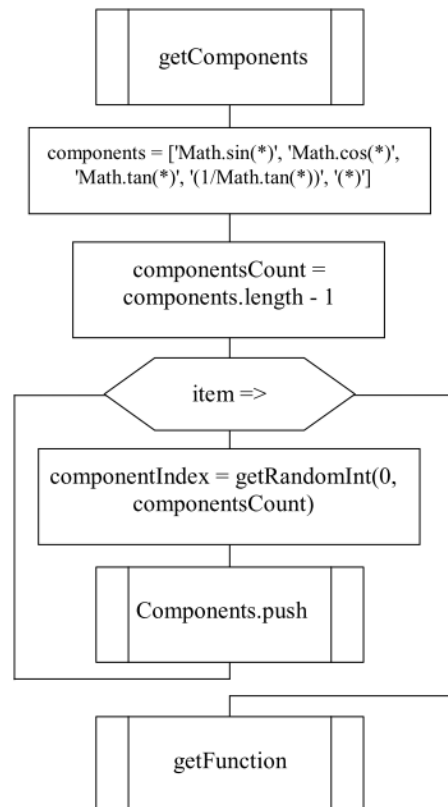 getComponents
components = ['Math.sin(*)', 'Math.cos(*)',
'Math.tan(*)', '(1/Math.tan(*))', '(*)']
componentsCount =
components.length - 1
item =>
componentIndex = getRandomInt(0,
componentsCount)
Components.push
getFunction